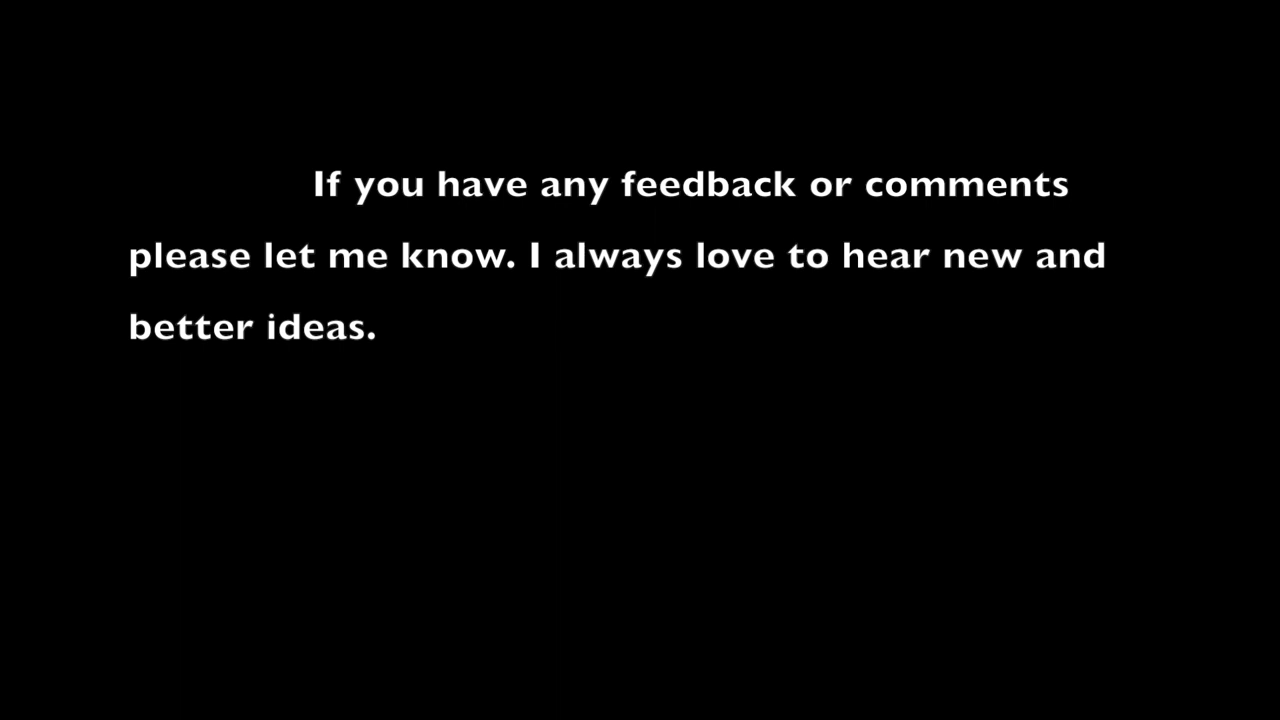 If you have any feedback or comments
please let me know. I always love to hear new and
better ideas.